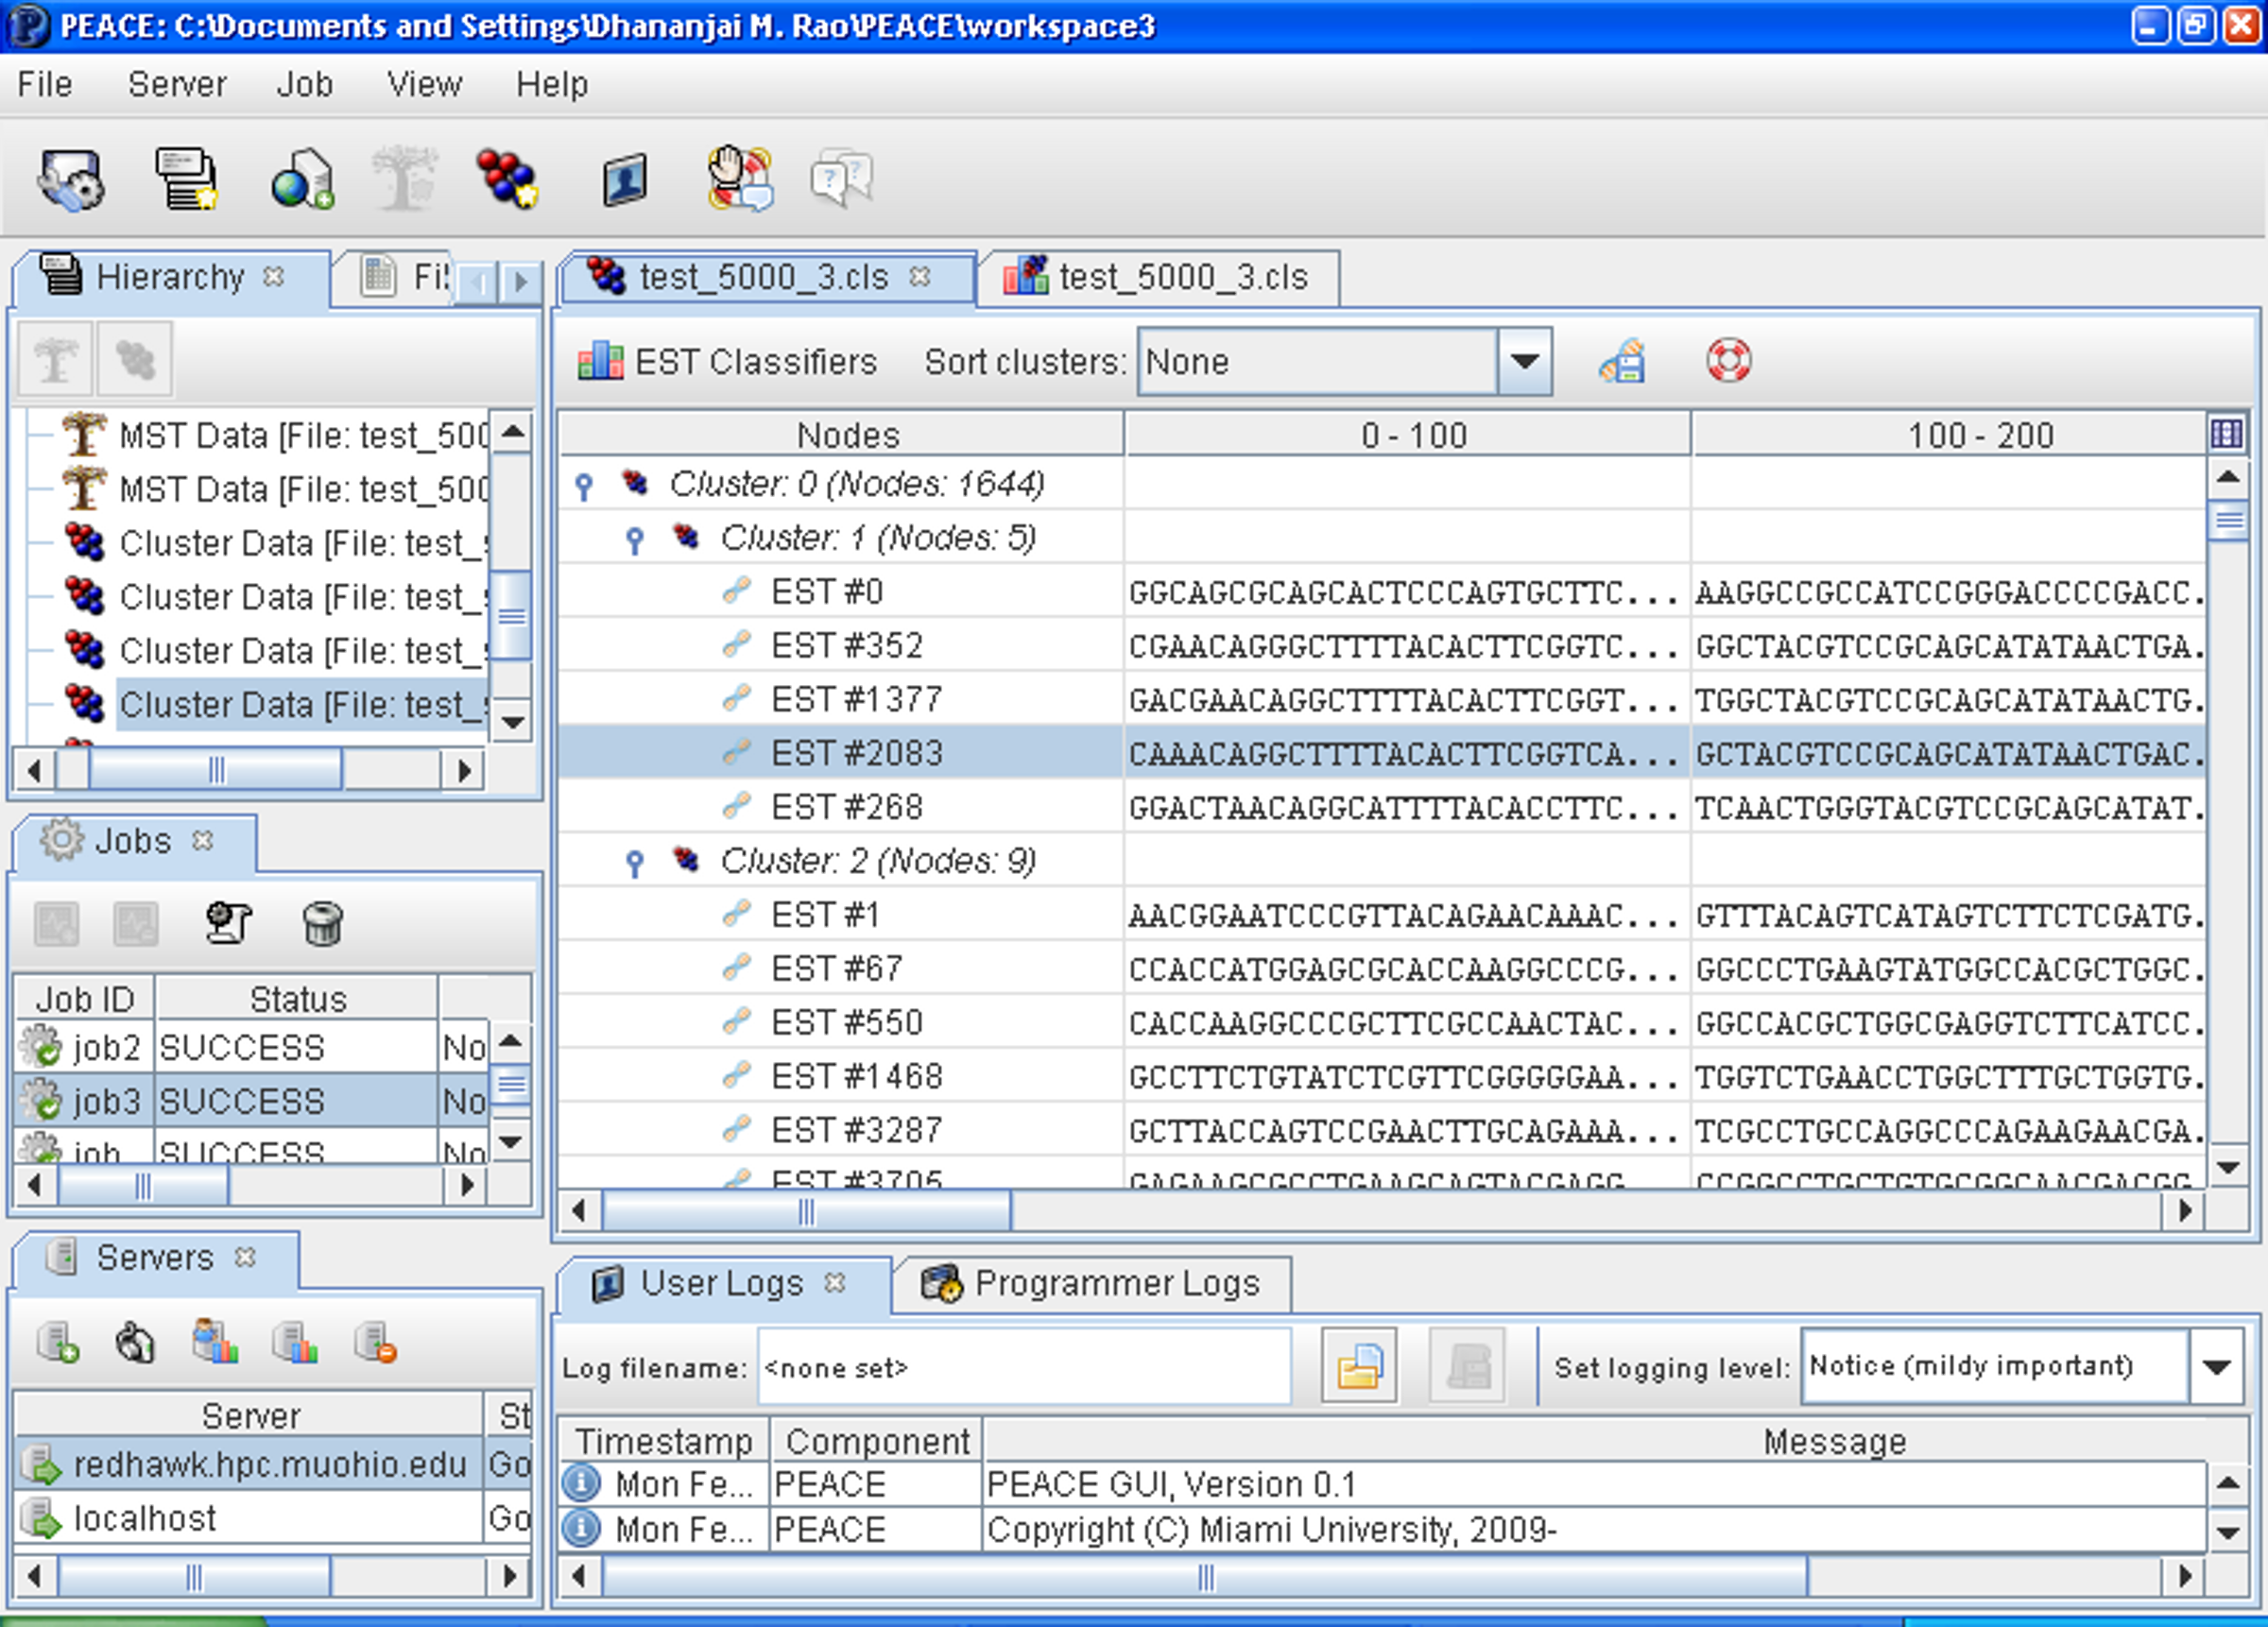 PEACE: C:\Documents and Settings\Dhananjai M. Rao\PEACE\workspace3
File Server Job View Help
Hierarchy
test_5000_3.cls
test_5000_3.cls
EST Classifiers Sort clusters: None
Nodes 0 - 100 100 - 200
MST Data [File: test_500
MST Data [File: test_500
Cluster Data [File: test_
Cluster Data [File: test_
Cluster Data [File: test_
Cluster Data [File: test_
Cluster: 0 (Nodes: 1644)
Cluster: 1 (Nodes: 5)
EST #0 GGCAGCGCAGCACTCCCAGTGCTTC... AAGGCCGCCATCCGGGACCCCGACC.
EST #352 CGAACAGGGCTTTTACACTTCGGTC... GGCTACGTCCGCAGCATATAACTGA.
EST #1377 GACGAACAGGCTTTTACACTTCGGT... TGGCTACGTCCGCAGCATATAACTG.
EST #2083 CAAACAGGCTTTTACACTTCGGTCA... GCTACGTCCGCAGCATATAACTGAC.
EST #268 GGACTAACAGGCATTTTACACCTTC... TCAACTGGGTACGTCCGCAGCATAT.
Cluster: 2 (Nodes: 9)
EST #1 AACGGAATCCCGTTACAGAACAAAC... GTTTACAGTCATAGTCTTCTCGATG.
EST #67 CCACCATGGAGCGCACCAAGGCCCG... GGCCCTGAAGTATGGCCACGCTGGC.
EST #550 CACCAAGGCCCGCTTCGCCAACTAC... GGCCACGCTGGCGAGGTCTTCATCC.
EST #1468 GCCTTCTGTATCTCGTTCGGGGGAA... TGGTCTGAACCTGGCTTTGCTGGTG.
EST #3287 GCTTACCAGTCCGAACTTGCAGAAA... TCGCCTGCCAGGCCCAGAAGAACGA.
EST #3705 GAGAAGCGCCTGAAGCAGTACGAGG CCGGCCTGCTGTGCGGCAACGACGG
Jobs
Job ID Status
job2 SUCCESS No
job3 SUCCESS No
job SUCCESS No
Servers
Server St
redhawk.hpc.muohio.edu Go
localhost Go
User Logs
Programmer Logs
Log filename: <none set> Set logging level: Notice (mildy important)
Timestamp Component Message
Mon Fe... PEACE PEACE GUI, Version 0.1
Mon Fe... PEACE Copyright (C) Miami University, 2009-